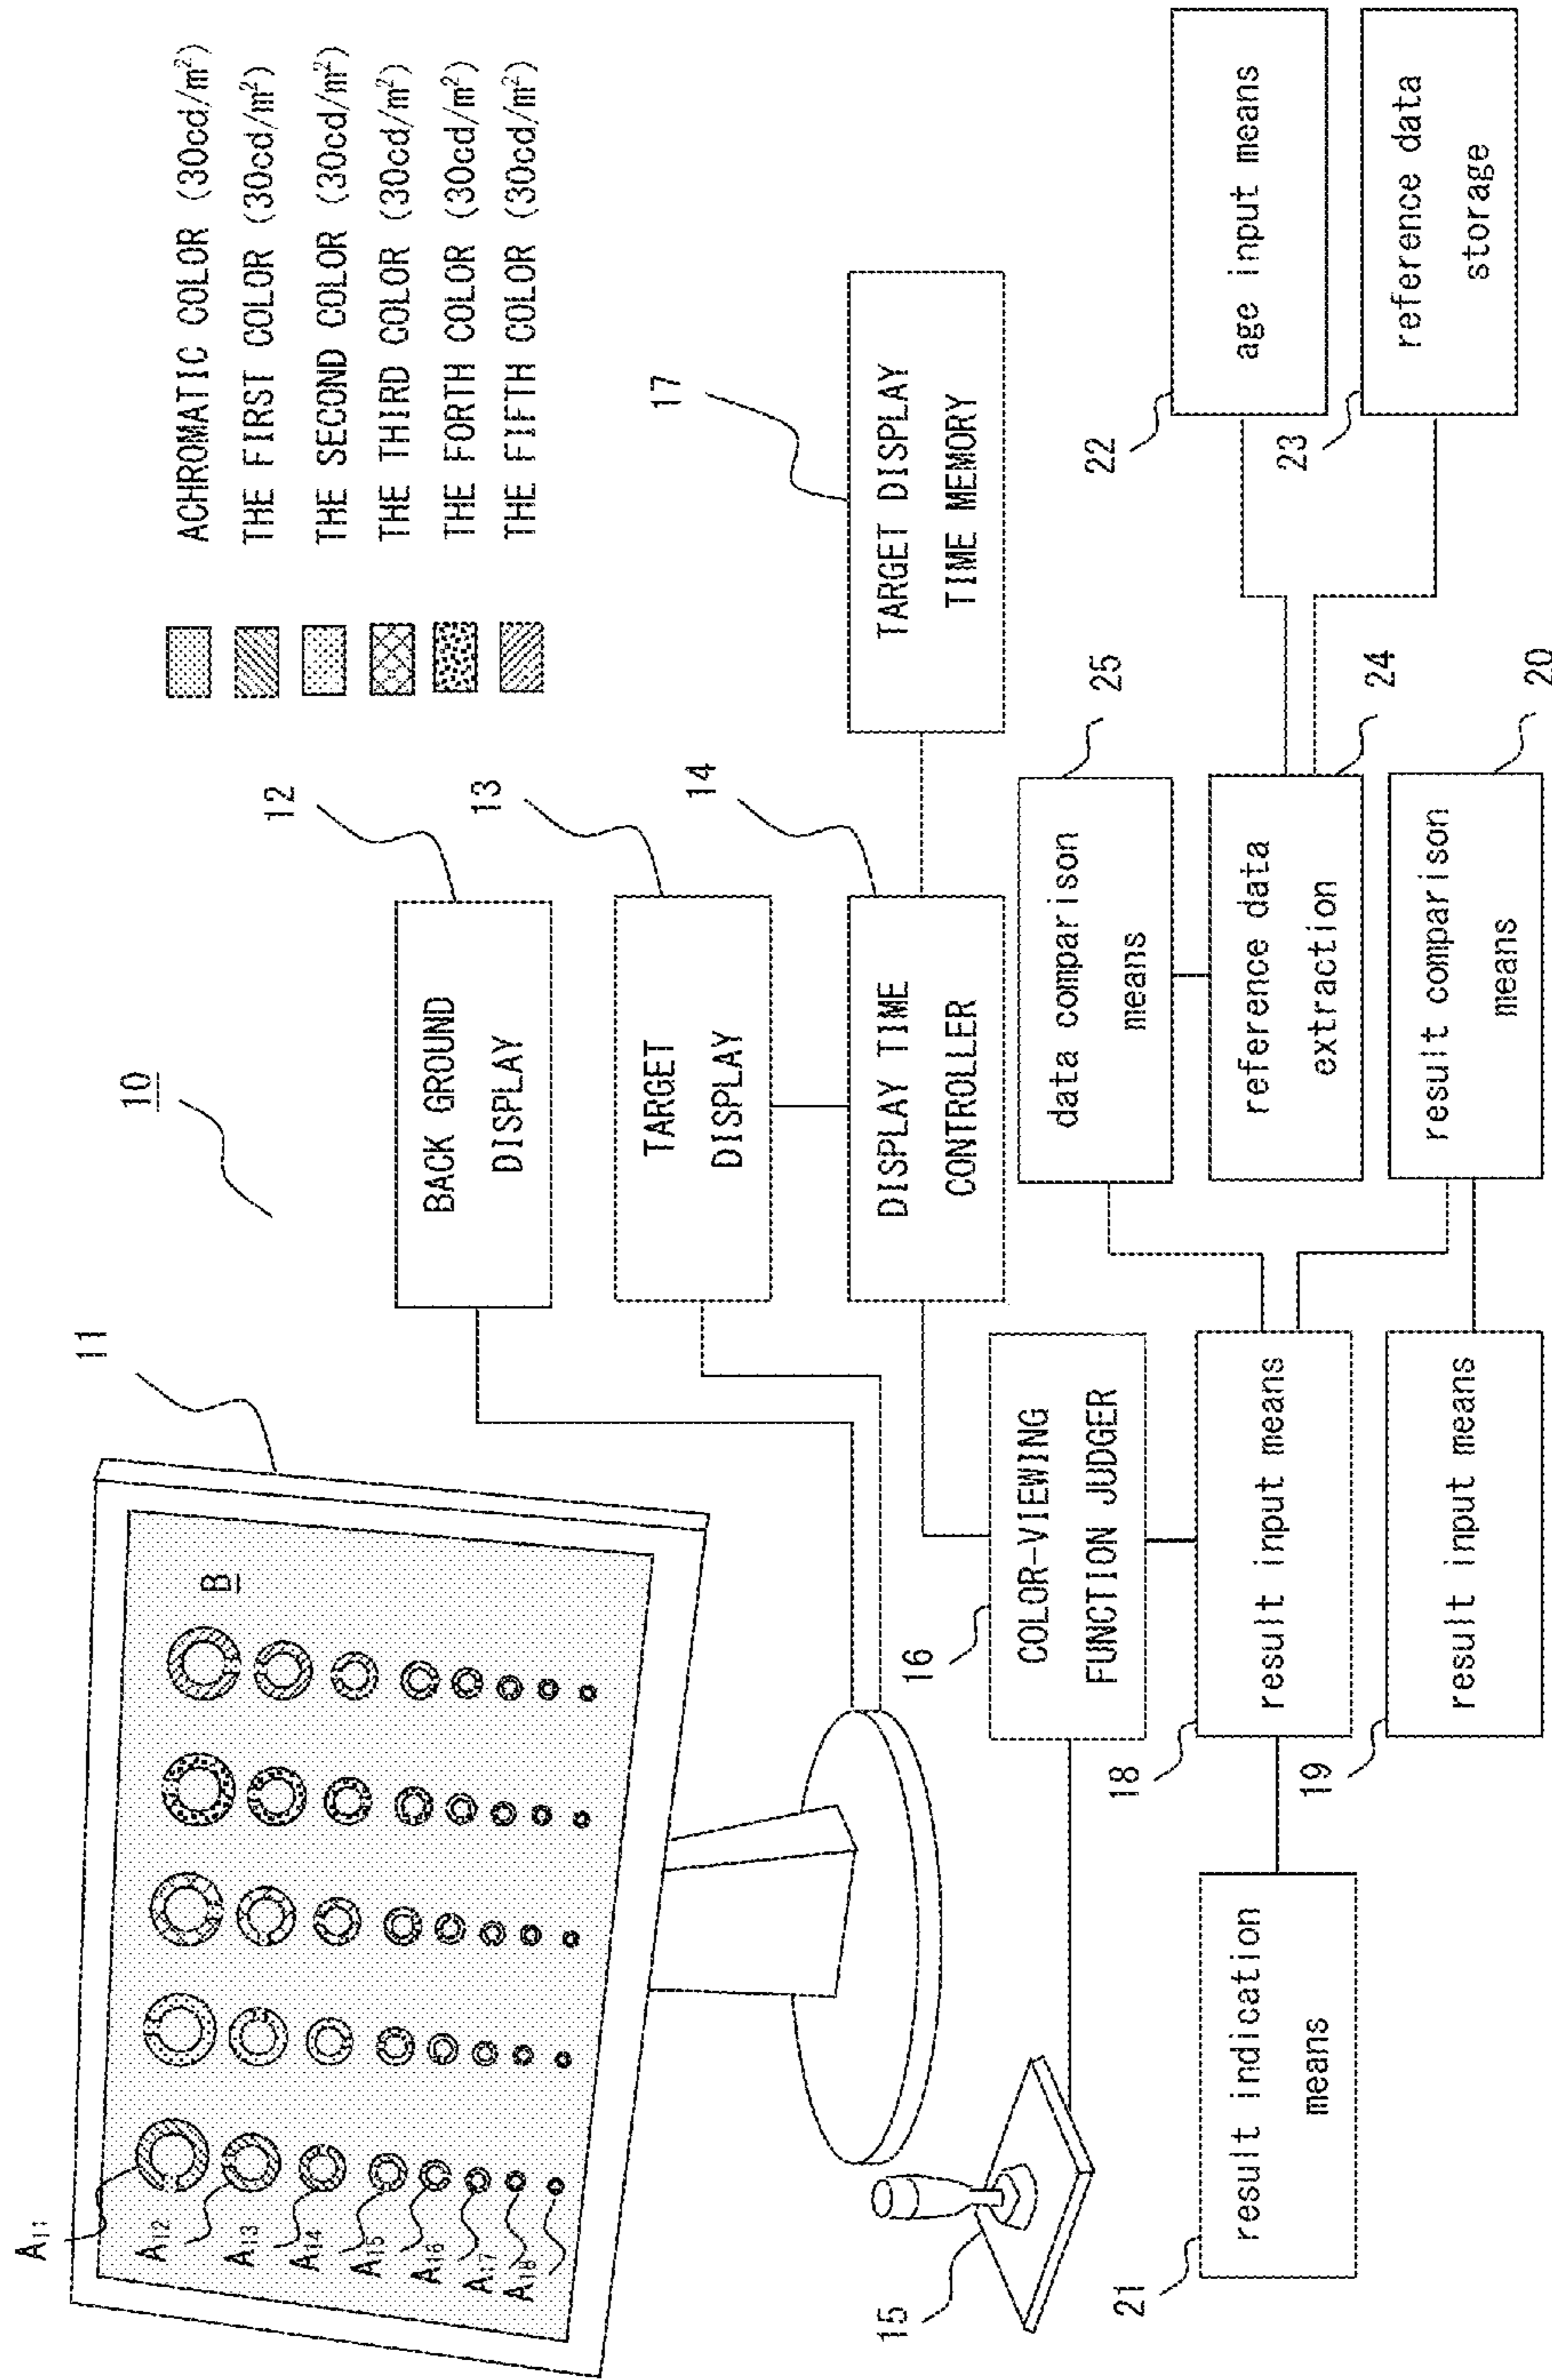 10
11
B
A11
A12
A13
A14
A15
A16
A17
A18
ACHROMATIC COLOR (30cd/m²)
THE FIRST COLOR (30cd/m²)
THE SECOND COLOR (30cd/m²)
THE THIRD COLOR (30cd/m²)
THE FORTH COLOR (30cd/m²)
THE FIFTH COLOR (30cd/m²)
12
BACK GROUND
DISPLAY
13
TARGET
DISPLAY
14
DISPLAY TIME
CONTROLLER
17
TARGET DISPLAY
TIME MEMORY
15
16
COLOR-VIEWING
FUNCTION JUDGER
25
data comparison
means
22
age input means
21
result indication
means
18
result input means
24
reference data
extraction
23
reference data
storage
19
result input means
20
result comparison
means